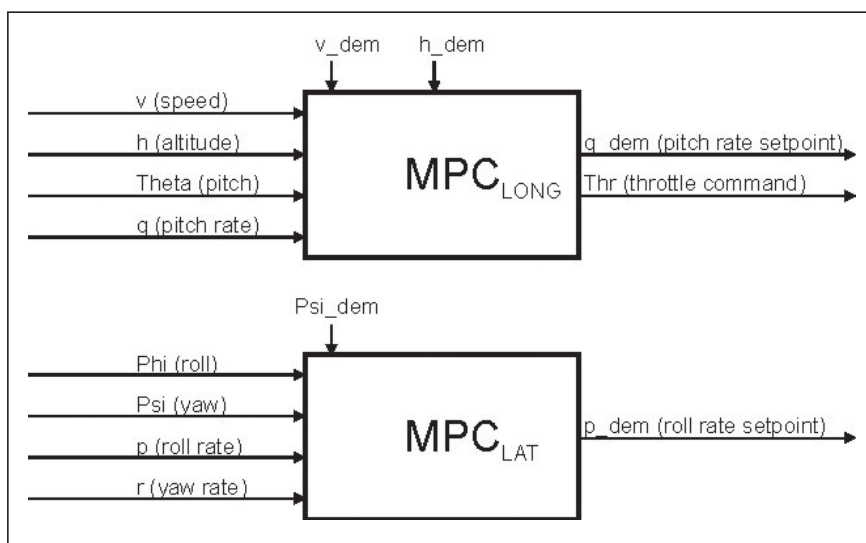 v_dem
h_dem
v (speed)
h (altitude)
Theta (pitch)
q (pitch rate)
MPC LONG
q_dem (pitch rate setpoint)
Thr (throttle command)
Psi_dem
Phi (roll)
Psi (yaw)
p (roll rate)
r (yaw rate)
MPC LAT
p_dem (roll rate setpoint)